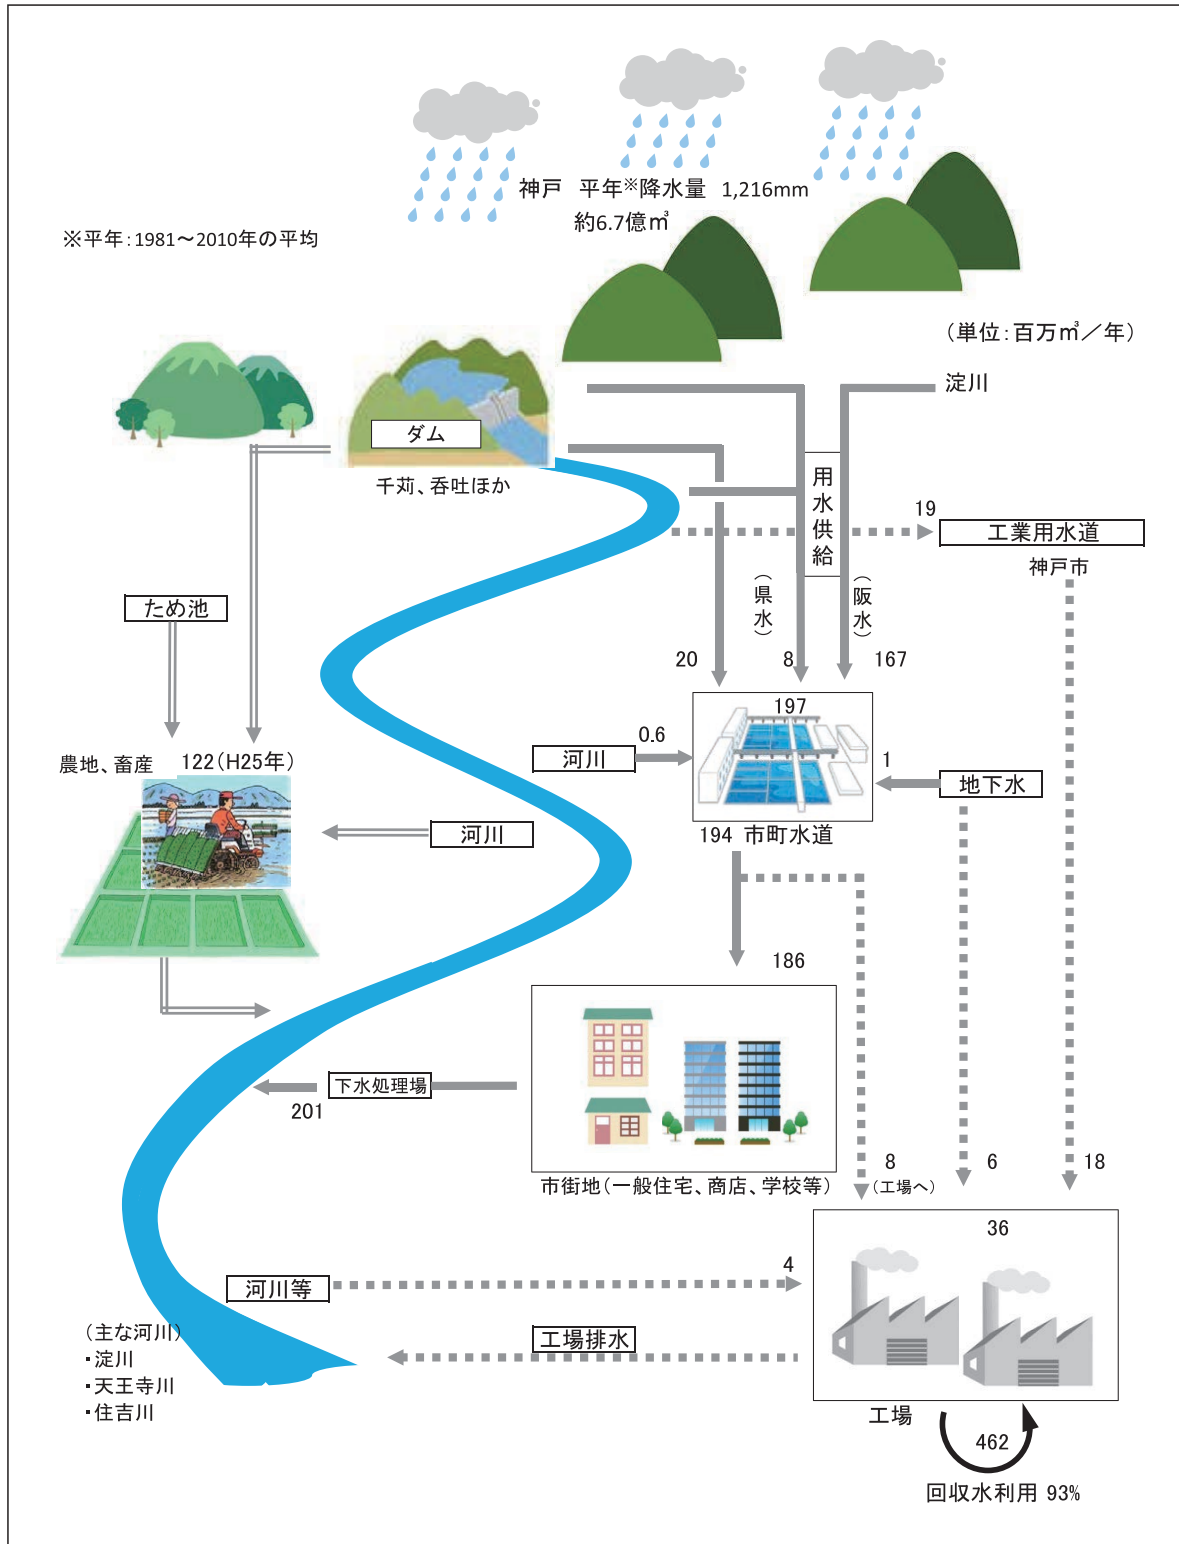 神戸 平年※降水量 1,216mm
約6.7億㎥
※平年：1981～2010年の平均
（単位：百万㎥／年）
淀川
ダム
千苅、呑吐ほか
用水供給
19
工業用水道
神戸市
ため池
（県水）
（阪水）
20
8
167
197
0.6
河川
1
地下水
農地、畜産 122（H25年）
河川
194 市町水道
186
下水処理場
201
市街地（一般住宅、商店、学校等）
8
（工場へ）
6
18
36
河川等
4
（主な河川）
・淀川
・天王寺川
・住吉川
工場排水
工場
462
回収水利用 93%